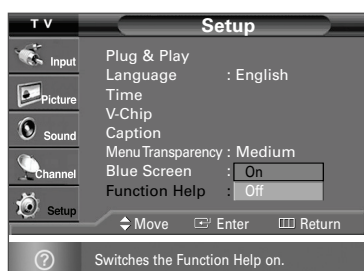 T V
Setup
Input
Picture
Sound
Channel
Setup
Plug & Play
Language : English
Time
V-Chip
Caption
Menu Transparency : Medium
Blue Screen : On
Function Help : Off
Move Enter Return
? Switches the Function Help on.